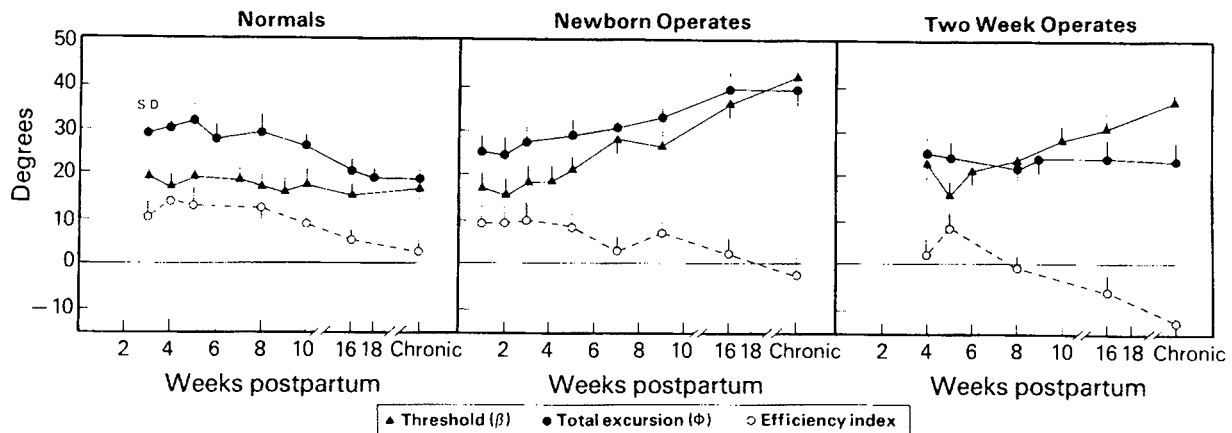 Normals Newborn Operates Two Week Operates
50
40
30
20
10
0
−10
Degrees
S D
2 4 6 8 10 16 18 Chronic
2 4 6 8 10 16 18 Chronic
2 4 6 8 10 16 18 Chronic
Weeks postpartum Weeks postpartum Weeks postpartum
▲ Threshold (β) ● Total excursion (Φ) ○ Efficiency index